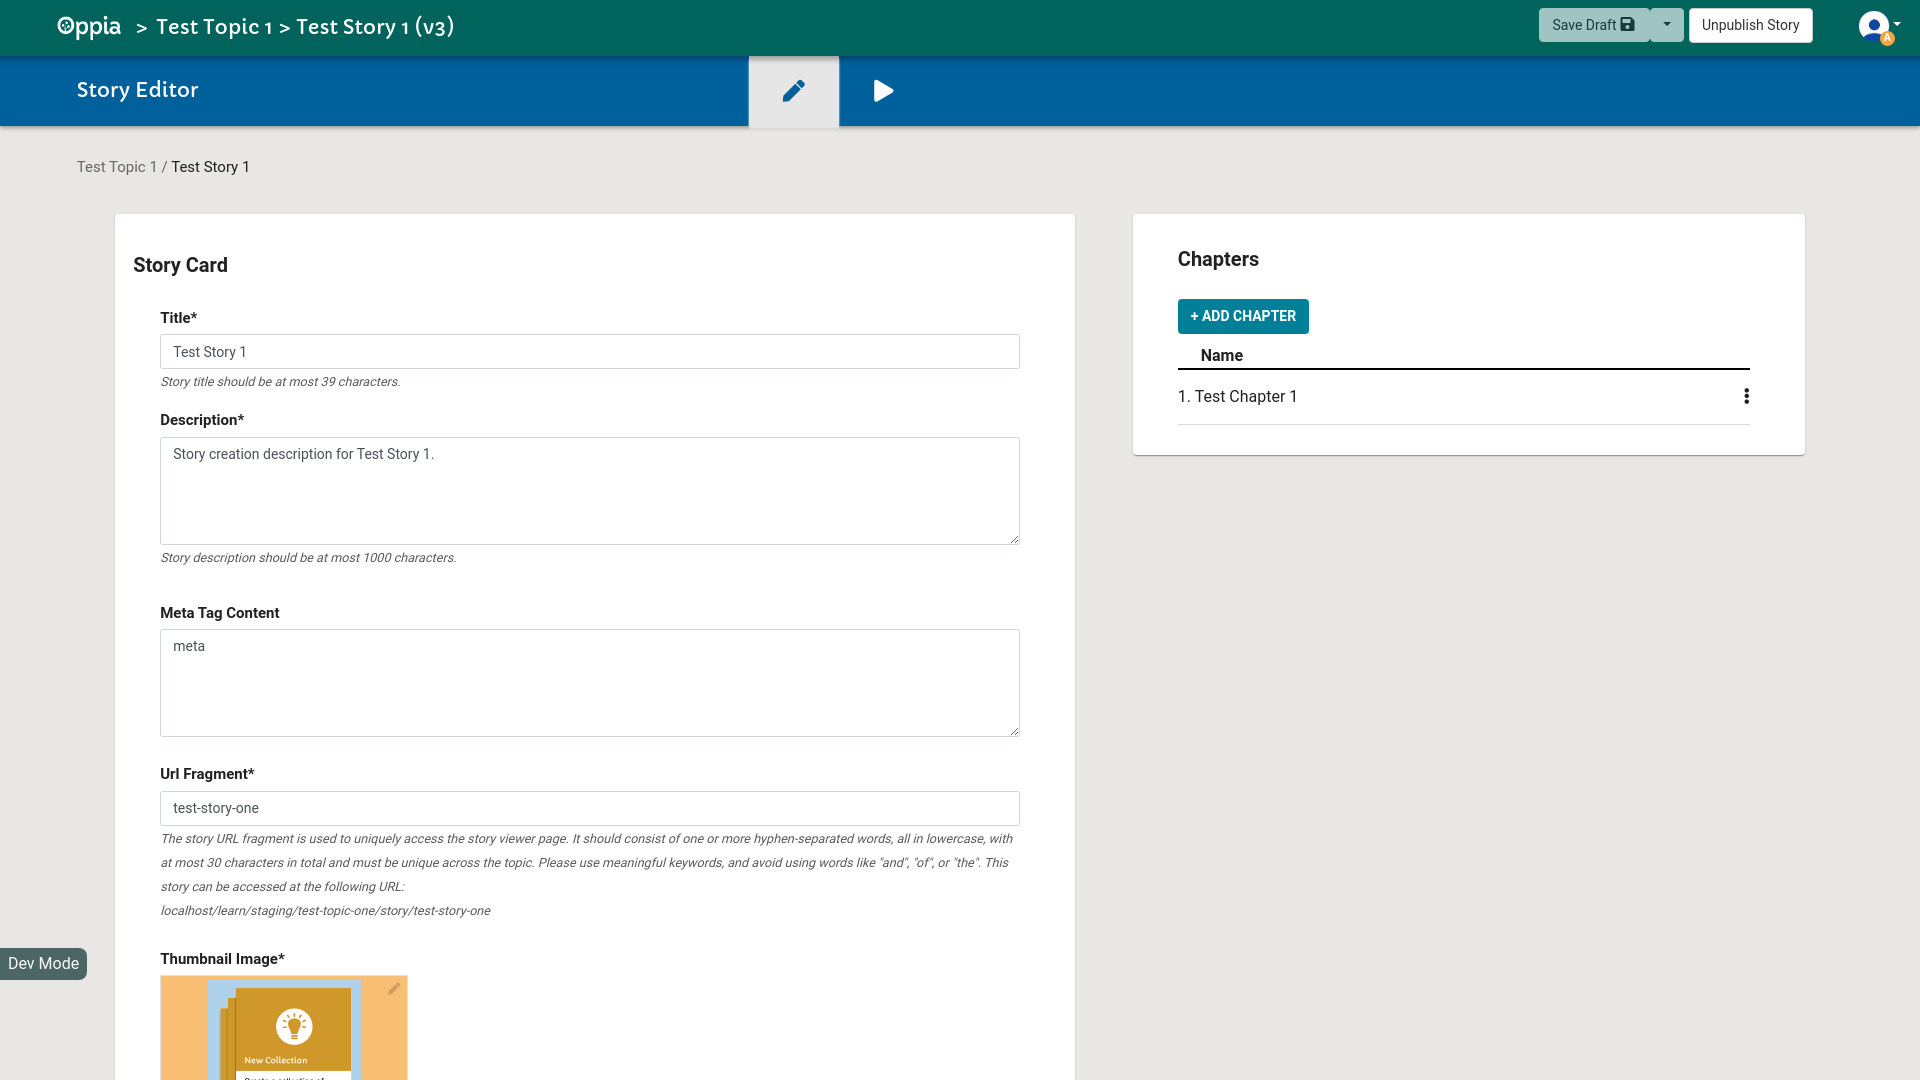 Oppia > Test Topic 1 > Test Story 1 (v3)
Save Draft
Unpublish Story
A
Story Editor
Test Topic 1 / Test Story 1
Story Card
Title*
Test Story 1
Story title should be at most 39 characters.
Description*
Story creation description for Test Story 1.
Story description should be at most 1000 characters.
Meta Tag Content
meta
Url Fragment*
test-story-one
The story URL fragment is used to uniquely access the story viewer page. It should consist of one or more hyphen-separated words, all in lowercase, with
at most 30 characters in total and must be unique across the topic. Please use meaningful keywords, and avoid using words like "and", "of", or "the". This
story can be accessed at the following URL:
localhost/learn/staging/test-topic-one/story/test-story-one
Thumbnail Image*
New Collection
Chapters
+ ADD CHAPTER
Name
1. Test Chapter 1
Dev Mode